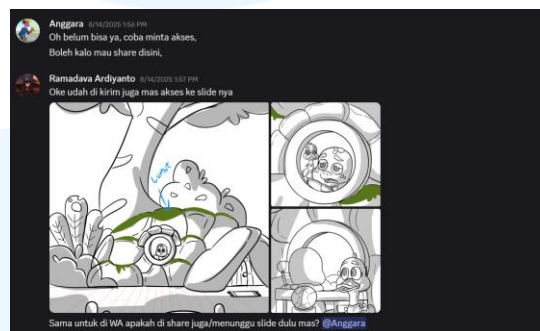 Anggara 8/14/2025 1:56 PM
Oh belum bisa ya, coba minta akses,
Boleh kalo mau share disini,
Ramadava Ardiyanto 8/14/2025 1:57 PM
Oke udah di kirim juga mas akses ke slide nya
Lumut
Sama untuk di WA apakah di share juga/menunggu slide dulu mas? @Anggara